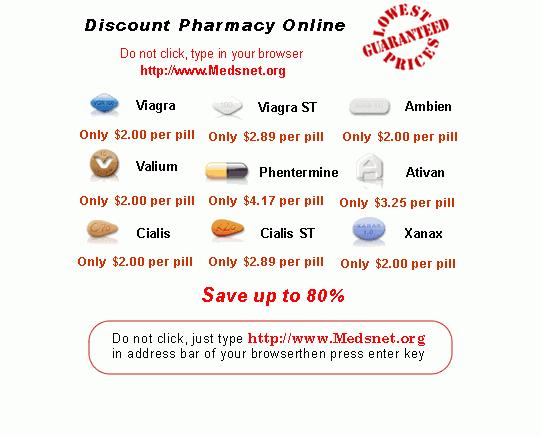 Discount Pharmacy Online
LOWEST
GUARANTEED
PRICES
Do not click, type in your browser
http://www.Medsnet.org
Viagra
Viagra ST
Ambien
Only $2.00 per pill
Only $2.89 per pill
Only $2.00 per pill
Valium
Phentermine
Ativan
Only $2.00 per pill
Only $4.17 per pill
Only $3.25 per pill
Cialis
Cialis ST
Xanax
Only $2.00 per pill
Only $2.89 per pill
Only $2.00 per pill
Save up to 80%
Do not click, just type http://www.Medsnet.org
in address bar of your browserthen press enter key